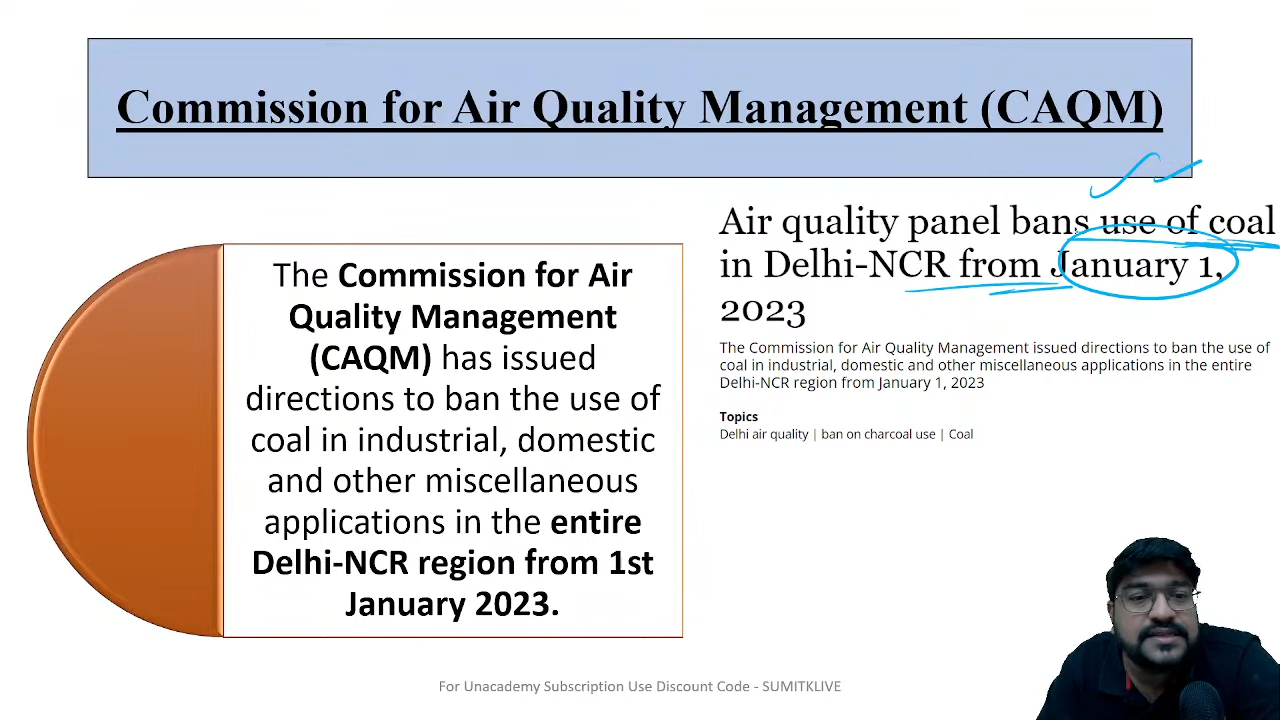 Commission for Air Quality Management (CAQM)
The Commission for Air
Quality Management
(CAQM) has issued
directions to ban the use of
coal in industrial, domestic
and other miscellaneous
applications in the entire
Delhi-NCR region from 1st
January 2023.
Air quality panel bans use of coal
in Delhi-NCR from January 1,
2023
The Commission for Air Quality Management issued directions to ban the use of
coal in industrial, domestic and other miscellaneous applications in the entire
Delhi-NCR region from January 1, 2023
Topics
Delhi air quality | ban on charcoal use | Coal
For Unacademy Subscription Use Discount Code - SUMITKLIVE